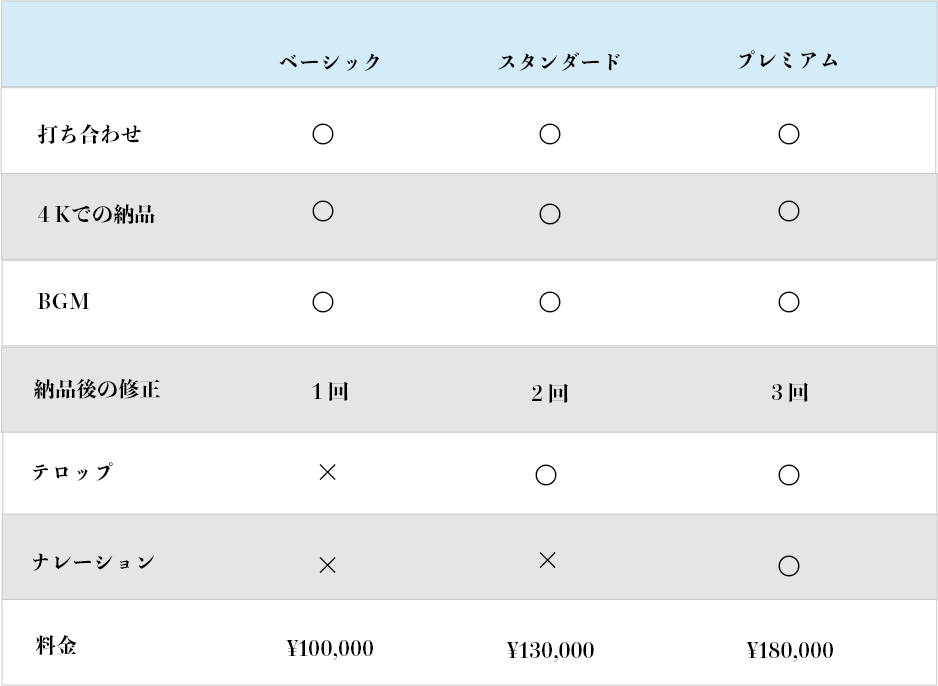 ベーシック スタンダード プレミアム
打ち合わせ ○ ○ ○
4Kでの納品 ○ ○ ○
BGM ○ ○ ○
納品後の修正 1回 2回 3回
テロップ × ○ ○
ナレーション × × ○
料金 ¥100,000 ¥130,000 ¥180,000